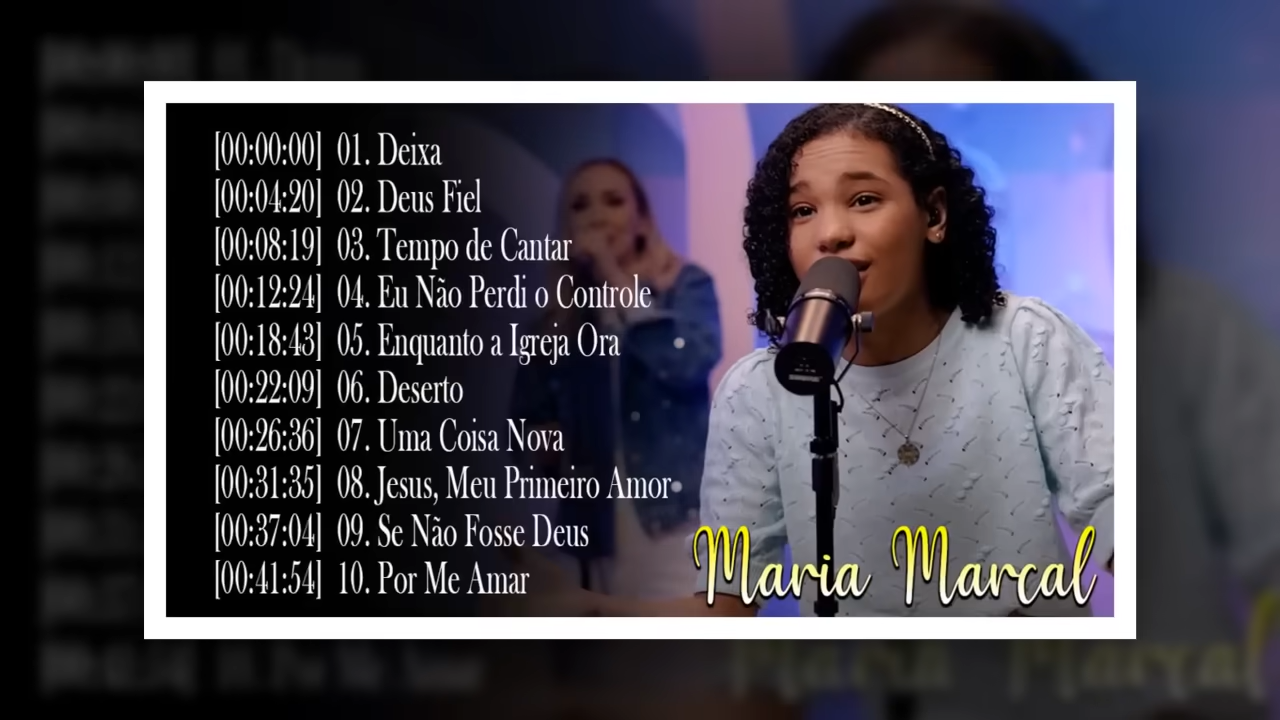 [00:00:00] 01. Deixa
[00:04:20] 02. Deus Fiel
[00:08:19] 03. Tempo de Cantar
[00:12:24] 04. Eu Não Perdi o Controle
[00:18:43] 05. Enquanto a Igreja Ora
[00:22:09] 06. Deserto
[00:26:36] 07. Uma Coisa Nova
[00:31:35] 08. Jesus, Meu Primeiro Amor
[00:37:04] 09. Se Não Fosse Deus
[00:41:54] 10. Por Me Amar
Maria Marcal